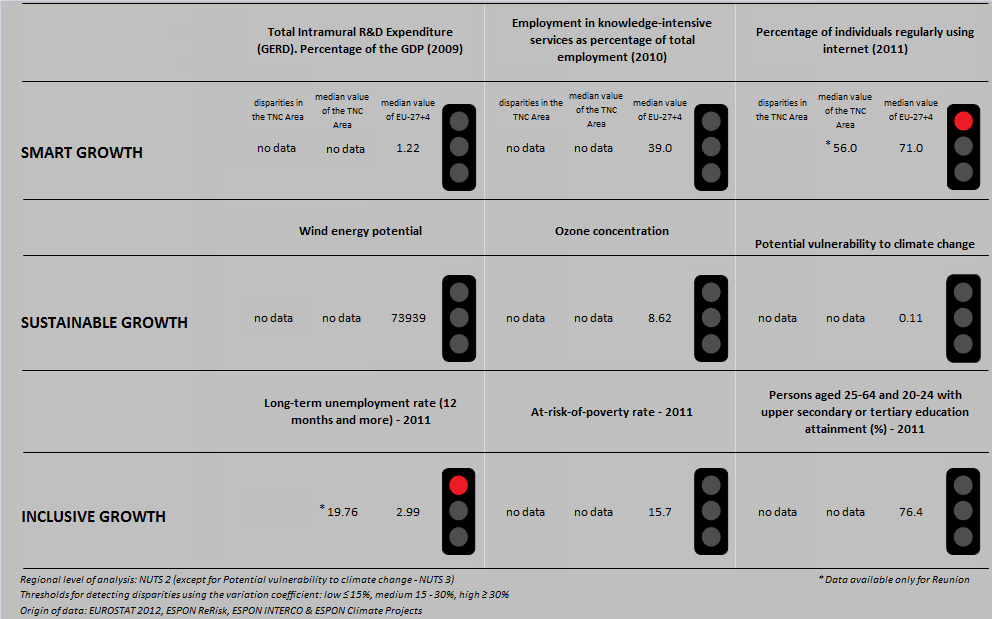 Total Intramural R&D Expenditure
(GERD). Percentage of the GDP (2009)
Employment in knowledge-intensive
services as percentage of total
employment (2010)
Percentage of individuals regularly using
internet (2011)
SMART GROWTH
disparities in
the TNC Area
median value
of the TNC
Area
median value
of EU-27+4
no data
no data
1.22
disparities in the
TNC Area
median value
of the TNC
Area
median value
of EU-27+4
no data
no data
39.0
disparities in
the TNC Area
median value
of the TNC
Area
median value
of EU-27+4
* 56.0
71.0
Wind energy potential
Ozone concentration
Potential vulnerability to climate change
SUSTAINABLE GROWTH
no data
no data
73939
no data
no data
8.62
no data
no data
0.11
Long-term unemployment rate (12
months and more) - 2011
At-risk-of-poverty rate - 2011
Persons aged 25-64 and 20-24 with
upper secondary or tertiary education
attainment (%) - 2011
INCLUSIVE GROWTH
* 19.76
2.99
no data
no data
15.7
no data
no data
76.4
Regional level of analysis: NUTS 2 (except for Potential vulnerability to climate change - NUTS 3)
* Data available only for Reunion
Thresholds for detecting disparities using the variation coefficient: low ≤ 15%, medium 15 - 30%, high ≥ 30%
Origin of data: EUROSTAT 2012, ESPON ReRisk, ESPON INTERCO & ESPON Climate Projects